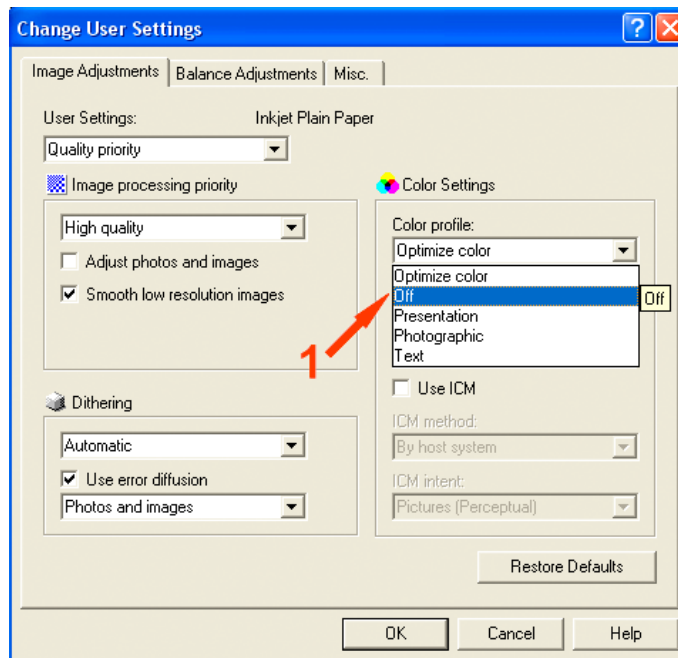 Change User Settings
Image Adjustments
Balance Adjustments
Misc.
User Settings:
Inkjet Plain Paper
Quality priority
Image processing priority
High quality
Adjust photos and images
Smooth low resolution images
Dithering
Automatic
Use error diffusion
Photos and images
Color Settings
Color profile:
Optimize color
Optimize color
Off
Off
Presentation
Photographic
Text
1
Use ICM
ICM method:
By host system
ICM intent:
Pictures (Perceptual)
Restore Defaults
OK
Cancel
Help